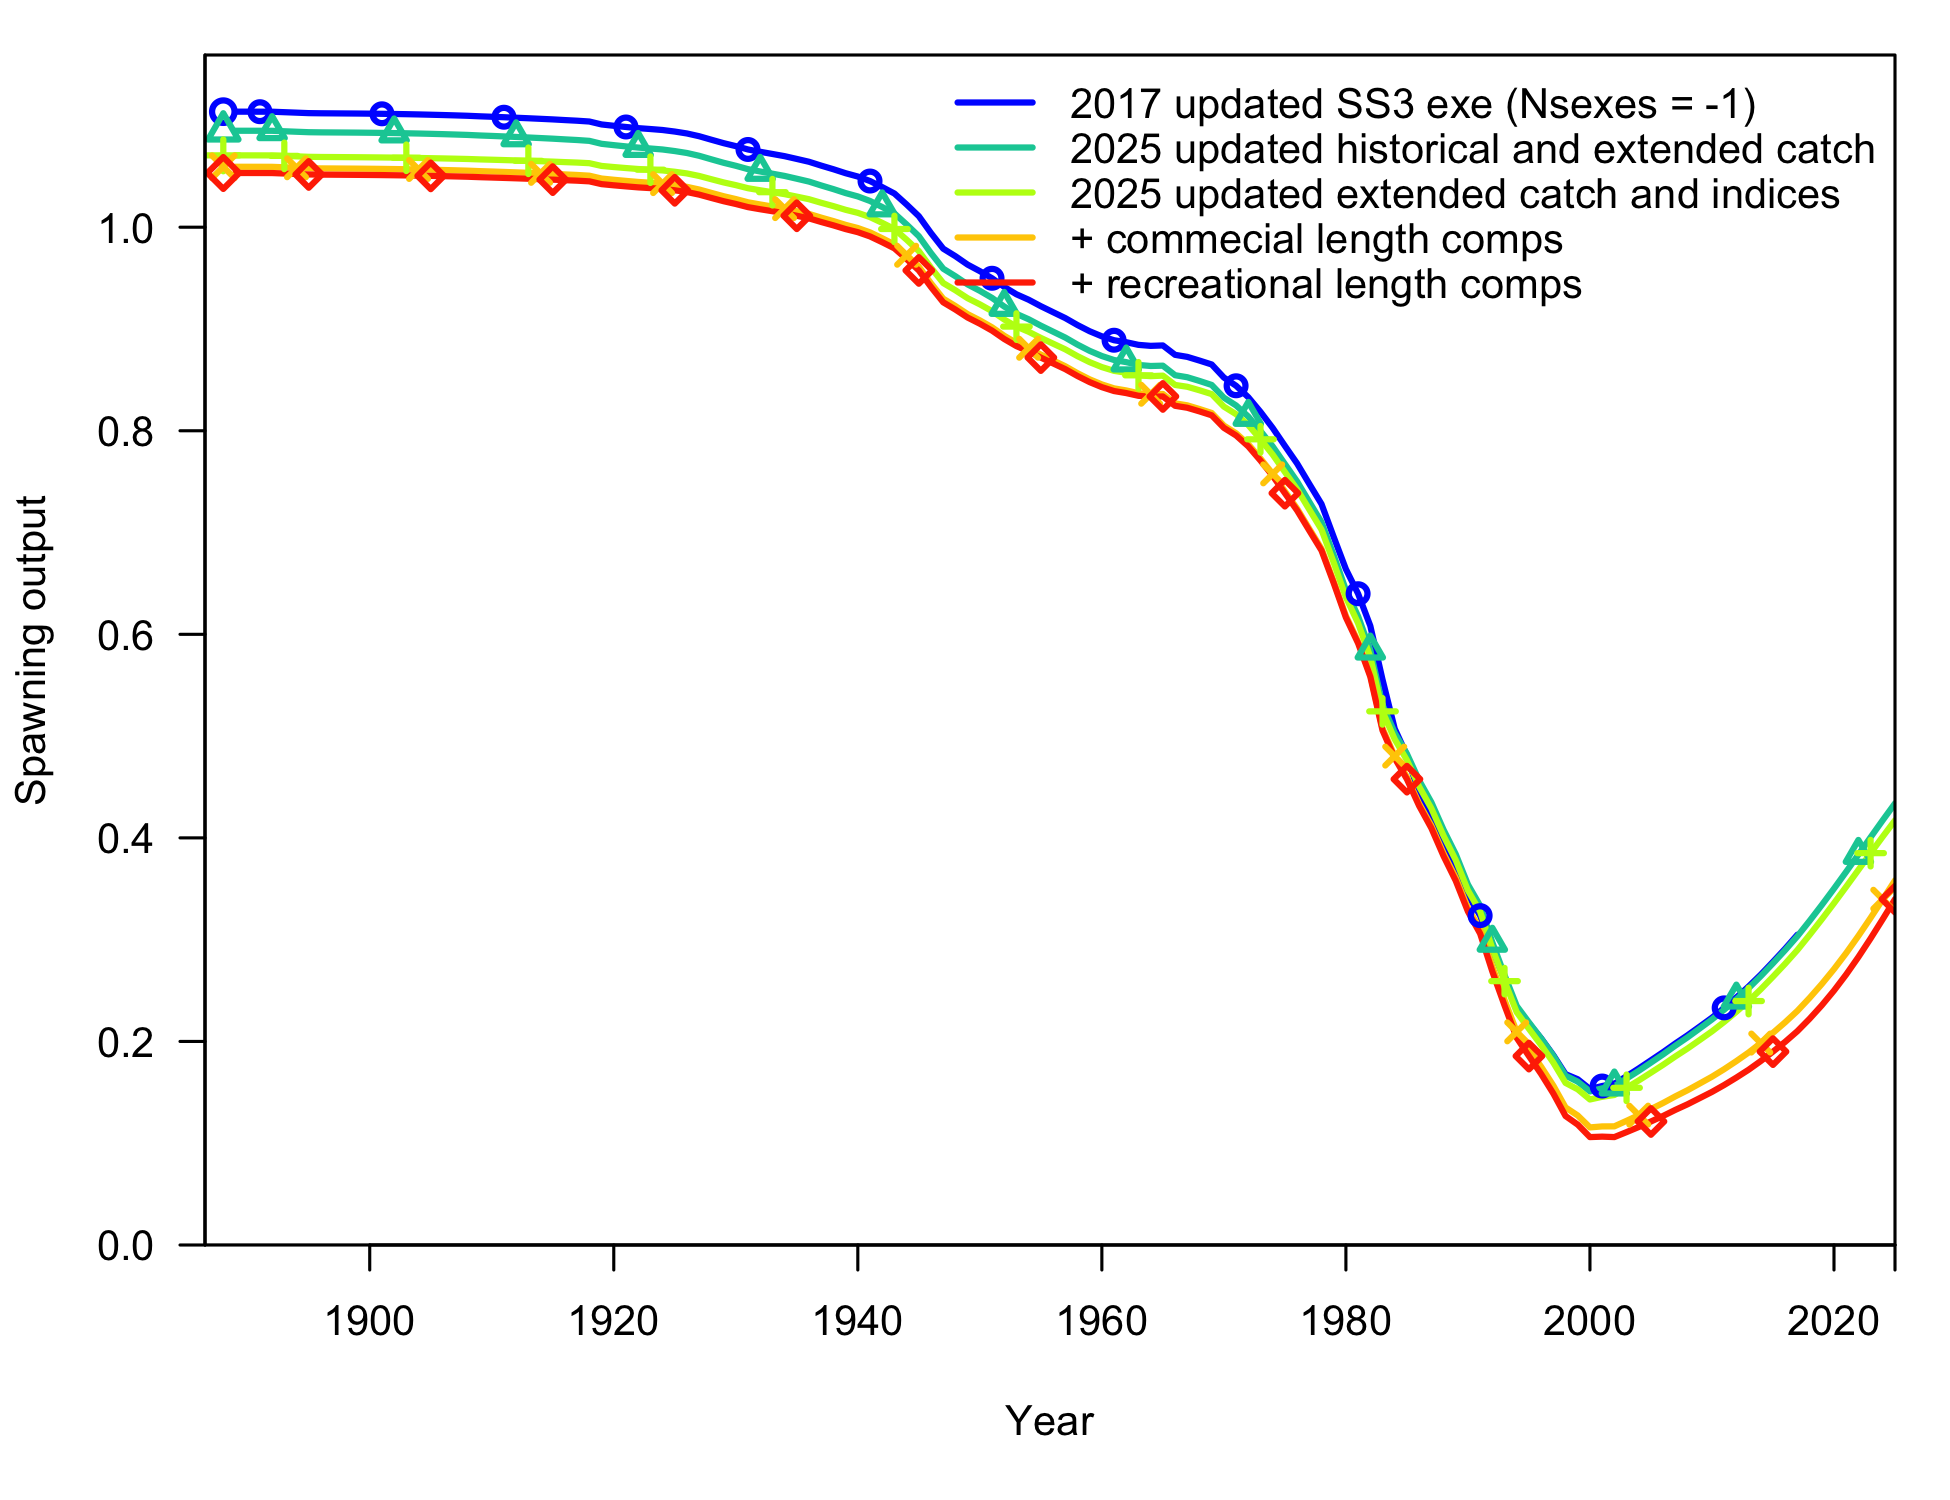 2017 updated SS3 exe (Nsexes = -1)
2025 updated historical and extended catch
2025 updated extended catch and indices
+ commecial length comps
+ recreational length comps
Spawning output
1.0
0.8
0.6
0.4
0.2
0.0
1900 1920 1940 1960 1980 2000 2020
Year